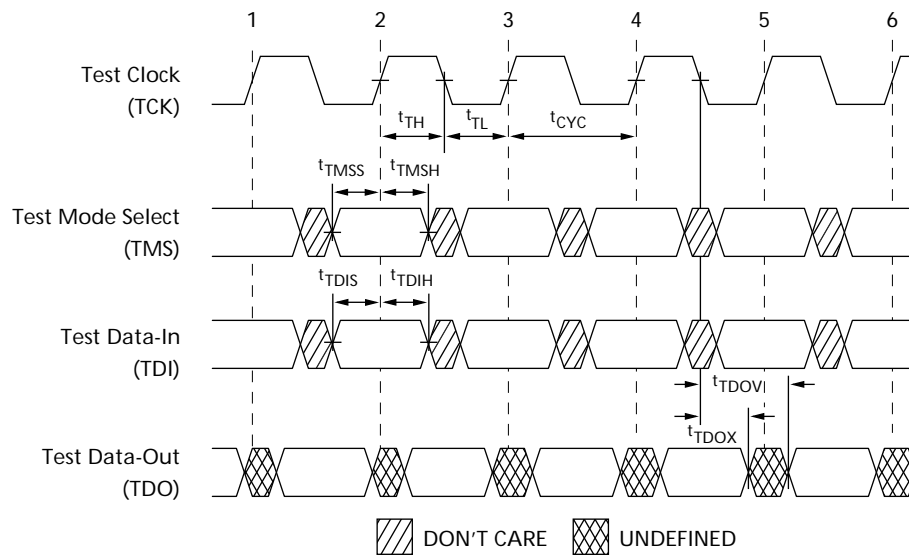 1 2 3 4 5 6
Test Clock
(TCK)
tTH tTL tCYC
tTMSS tTMSH
Test Mode Select
(TMS)
tTDIS tTDIH
Test Data-In
(TDI)
tTDOV
tTDOX
Test Data-Out
(TDO)
DON'T CARE UNDEFINED